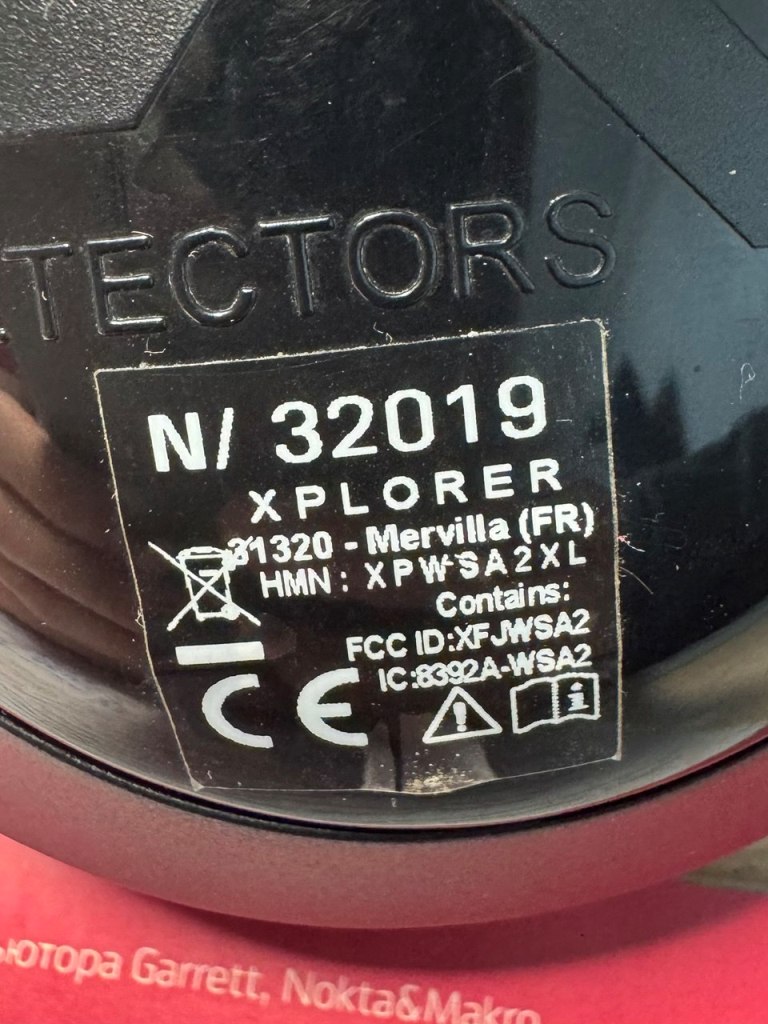 TECTORS
N/ 32019
XPLORER
31320 - Mervilla (FR)
HMN : XPWSA2XL
Contains:
FCC ID:XFJWSA2
IC:8392A-WSA2
CE
ьютора Garrett, Nokta&Makro